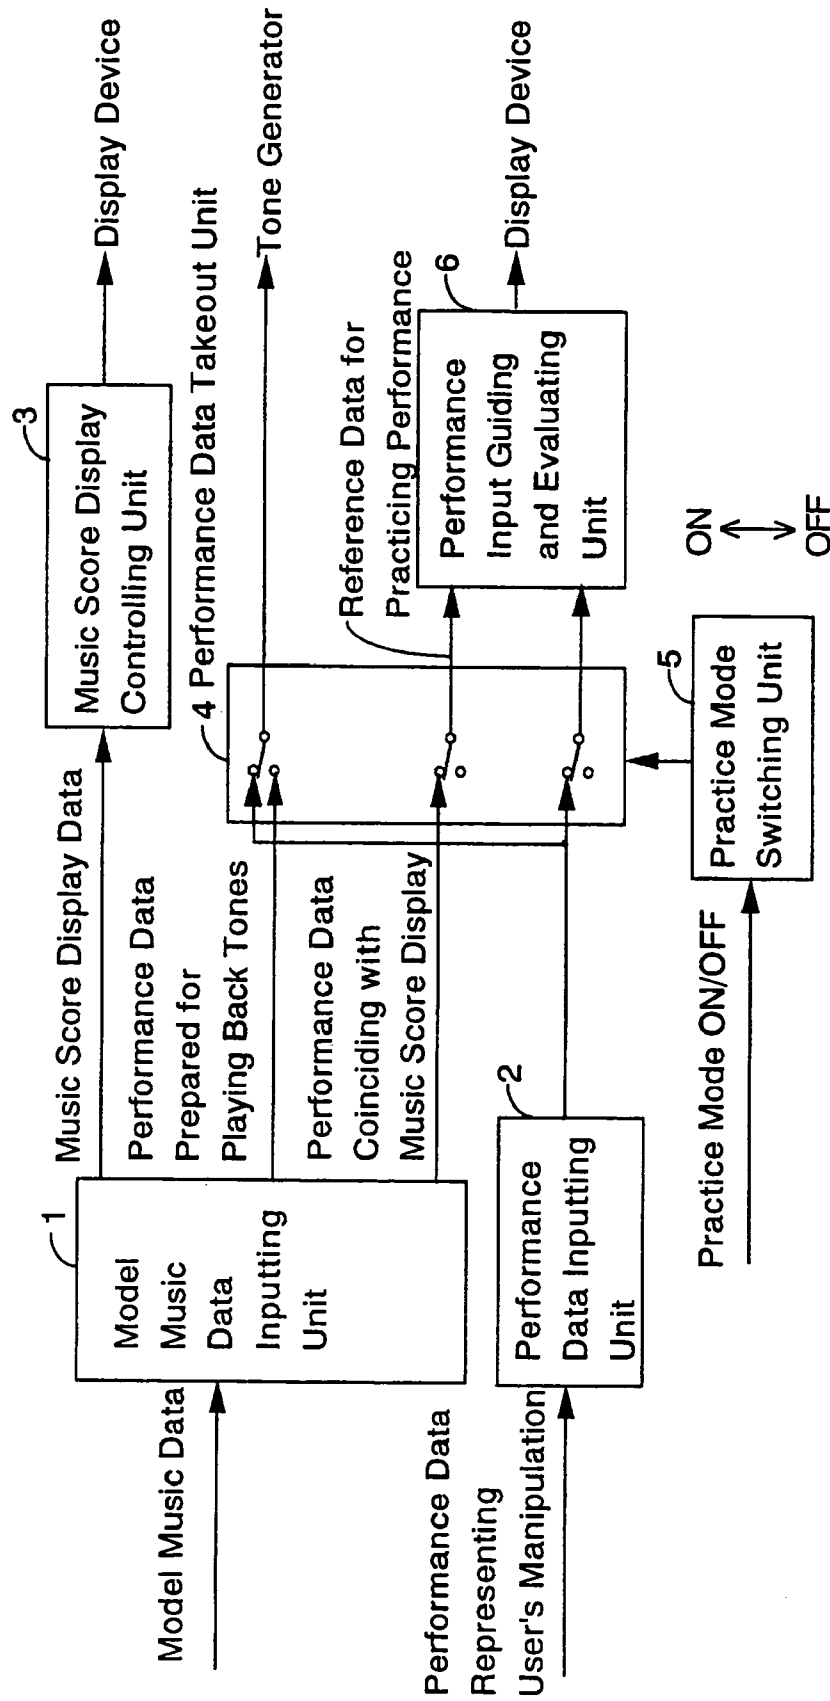 Model Music Data
1
Model
Music
Data
Inputting
Unit
Music Score Display Data
Performance Data
Prepared for
Playing Back Tones
Performance Data
Coinciding with
Music Score Display
3
Music Score Display
Controlling Unit
Display Device
4 Performance Data Takeout Unit
Tone Generator
Reference Data for
Practicing Performance
6
Performance
Input Guiding
and Evaluating
Unit
Display Device
Performance Data
Representing
User's Manipulation
2
Performance
Data Inputting
Unit
Practice Mode ON/OFF
5
Practice Mode
Switching Unit
ON
OFF